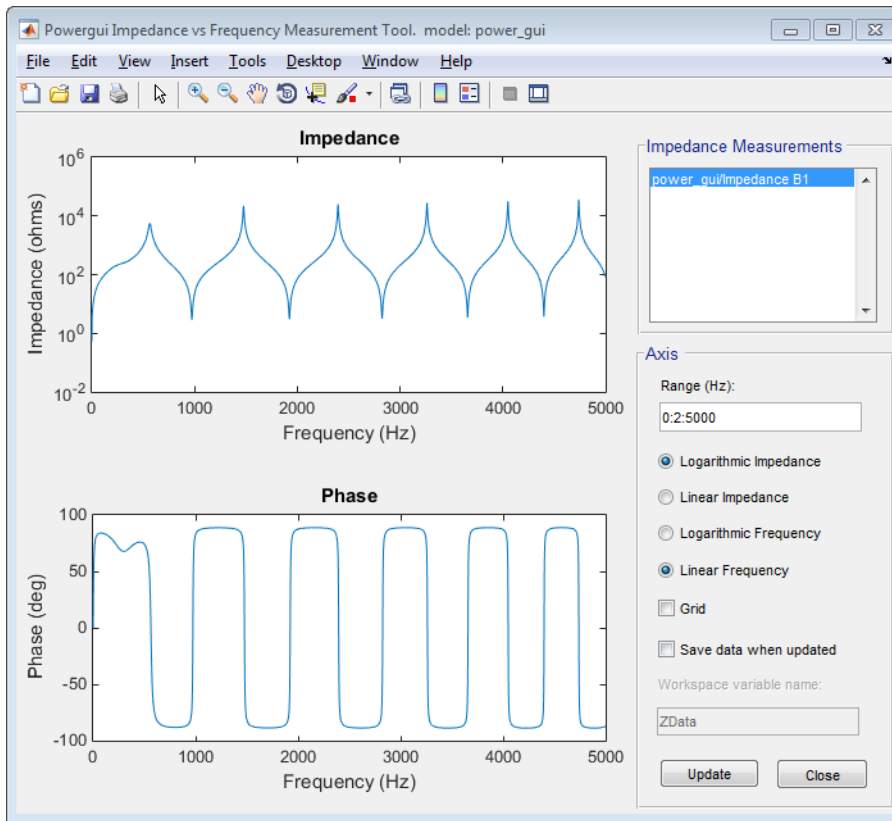 Powergui Impedance vs Frequency Measurement Tool. model: power_gui
File Edit View Insert Tools Desktop Window Help
Impedance
10^6
10^4
10^2
10^0
10^-2
Impedance (ohms)
0 1000 2000 3000 4000 5000
Frequency (Hz)
Phase
100
50
0
-50
-100
Phase (deg)
0 1000 2000 3000 4000 5000
Frequency (Hz)
Impedance Measurements
power_gui/Impedance B1
Axis
Range (Hz):
0:2:5000
Logarithmic Impedance
Linear Impedance
Logarithmic Frequency
Linear Frequency
Grid
Save data when updated
Workspace variable name:
ZData
Update Close